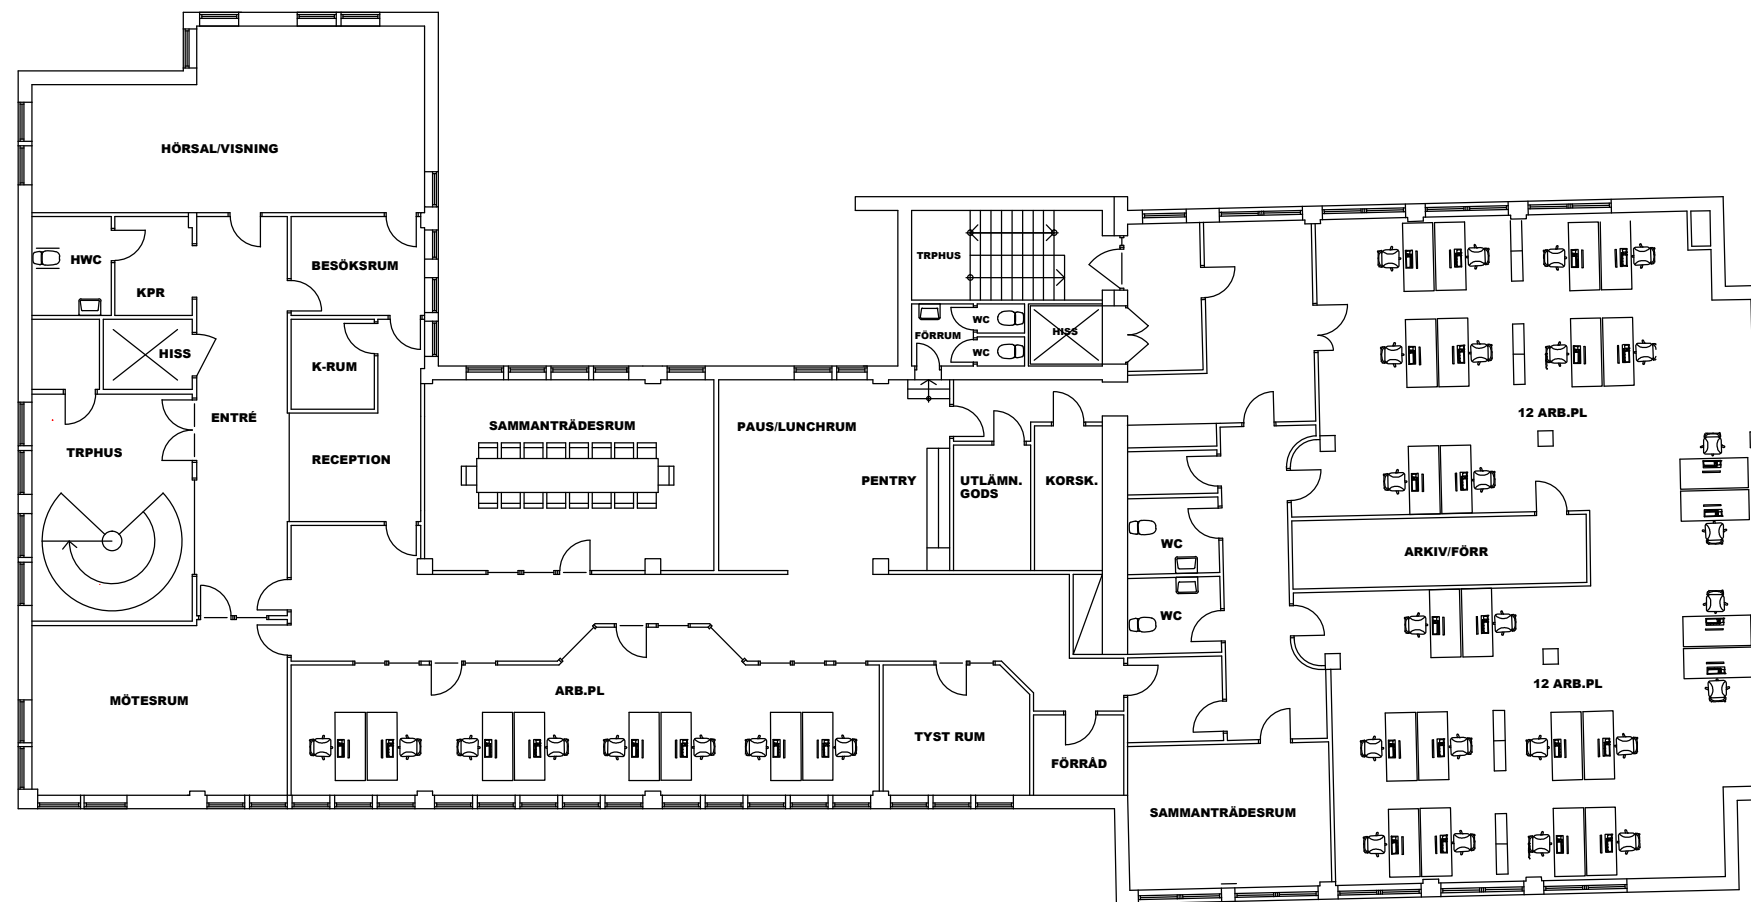 HÖRSAL/VISNING
HWC
KPR
BESÖKSRUM
HISS
K-RUM
ENTRÉ
TRPHUS
RECEPTION
SAMMANTRÄDESRUM
PAUS/LUNCHRUM
PENTRY
UTLÄMN.
GODS
KORSK.
TRPHUS
FÖRRUM
WC
WC
HISS
12 ARB.PL
ARKIV/FÖRR
WC
WC
12 ARB.PL
MÖTESRUM
ARB.PL
TYST RUM
FÖRRÅD
SAMMANTRÄDESRUM